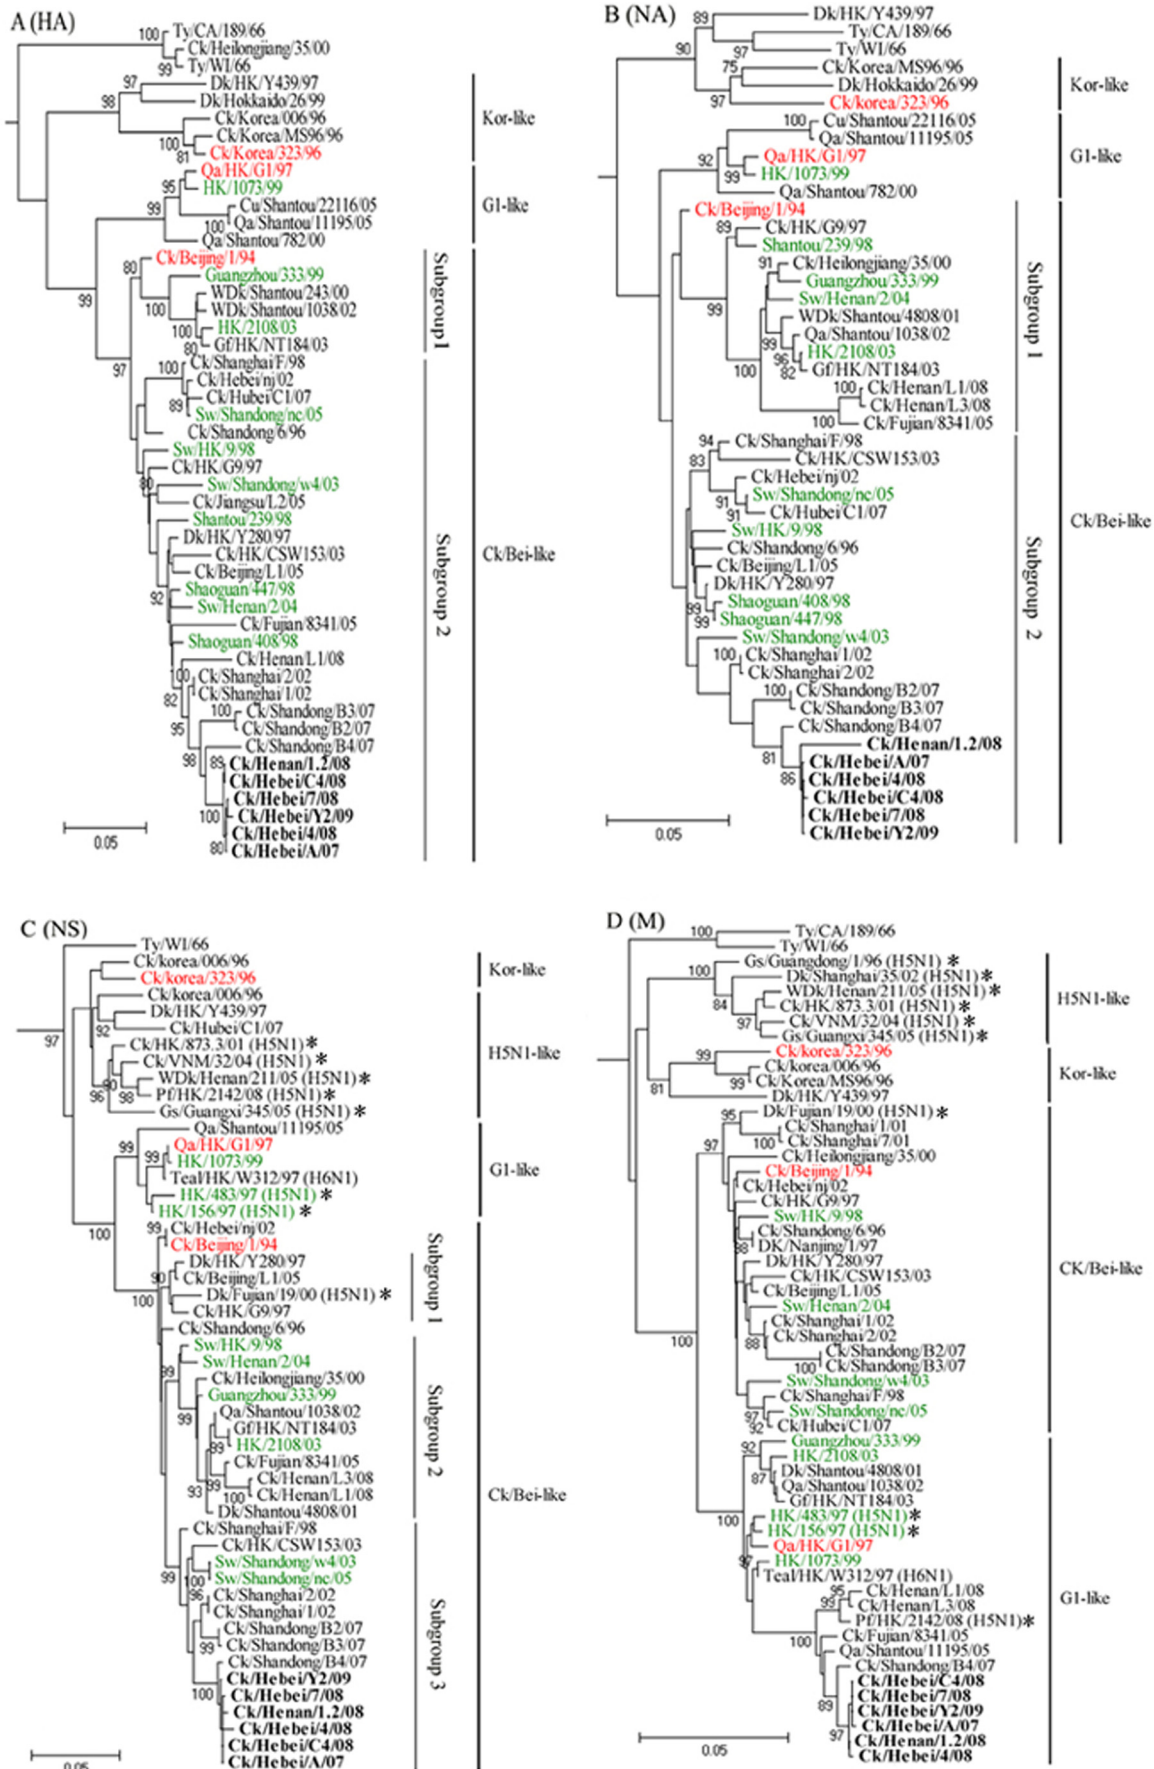 A (HA)
100
Ty/CA/189/66
Ck/Heilongjiang/35/00
99
Ty/WI/66
97
Dk/HK/Y439/97
98
Dk/Hokkaido/26/99
Ck/Korea/006/96
100
Ck/Korea/MS96/96
81
Ck/Korea/323/96
Kor-like
Qa/HK/G1/97
95
HK/1073/99
99
Cu/Shantou/22116/05
100
Qa/Shantou/11195/05
Qa/Shantou/782/00
G1-like
99
80
Ck/Beijing/1/94
Guangzhou/333/99
100
WDk/Shantou/243/00
WDk/Shantou/1038/02
100
HK/2108/03
80
Gf/HK/NT184/03
Subgroup 1
97
100
Ck/Shanghai/F/98
Ck/Hebei/nj/02
Ck/Hubei/C1/07
89
Sw/Shandong/nc/05
Ck/Shandong/6/96
Sw/HK/9/98
Ck/HK/G9/97
80
Sw/Shandong/w4/03
Ck/Jiangsu/L2/05
Shantou/239/98
Dk/HK/Y280/97
Ck/HK/CSW153/03
Ck/Beijing/L1/05
92
Shaoguan/447/98
Sw/Henan/2/04
Ck/Fujian/8341/05
Shaoguan/408/98
Ck/Henan/L1/08
100
Ck/Shanghai/2/02
82
Ck/Shanghai/1/02
100
Ck/Shandong/B3/07
95
Ck/Shandong/B2/07
Ck/Shandong/B4/07
98
89
Ck/Henan/1.2/08
Ck/Hebei/C4/08
Ck/Hebei/7/08
100
Ck/Hebei/Y2/09
Ck/Hebei/4/08
80
Ck/Hebei/A/07
Subgroup 2
Ck/Bei-like
0.05
B (NA)
89
Dk/HK/Y439/97
90
Ty/CA/189/66
97
Ty/WI/66
75
Ck/Korea/MS96/96
Dk/Hokkaido/26/99
97
Ck/korea/323/96
Kor-like
100
Cu/Shantou/22116/05
Qa/Shantou/11195/05
92
Qa/HK/G1/97
99
HK/1073/99
Qa/Shantou/782/00
G1-like
Ck/Beijing/1/94
89
Ck/HK/G9/97
Shantou/239/98
91
Ck/Heilongjiang/35/00
Guangzhou/333/99
99
Sw/Henan/2/04
WDk/Shantou/4808/01
99
Qa/Shantou/1038/02
96
HK/2108/03
100
82
Gf/HK/NT184/03
100
Ck/Henan/L1/08
Ck/Henan/L3/08
100
Ck/Fujian/8341/05
Subgroup 1
94
Ck/Shanghai/F/98
83
Ck/HK/CSW153/03
Ck/Hebei/nj/02
91
Sw/Shandong/nc/05
91
Ck/Hubei/C1/07
Sw/HK/9/98
Ck/Shandong/6/96
Ck/Beijing/L1/05
Dk/HK/Y280/97
99
Shaoguan/408/98
99
Shaoguan/447/98
Sw/Shandong/w4/03
100
Ck/Shanghai/1/02
Ck/Shanghai/2/02
100
Ck/Shandong/B2/07
Ck/Shandong/B3/07
Ck/Shandong/B4/07
81
Ck/Henan/1.2/08
Ck/Hebei/A/07
86
Ck/Hebei/4/08
Ck/Hebei/C4/08
Ck/Hebei/7/08
Ck/Hebei/Y2/09
Subgroup 2
Ck/Bei-like
0.05
C (NS)
Ty/WI/66
Ck/korea/006/96
Ck/korea/323/96
Kor-like
97
Ck/korea/006/96
Dk/HK/Y439/97
92
Ck/Hubei/C1/07
Ck/HK/873.3/01 (H5N1) *
Ck/VNM/32/04 (H5N1) *
90
WDk/Henan/211/05 (H5N1) *
96
98
Pf/HK/2142/08 (H5N1) *
Gs/Guangxi/345/05 (H5N1) *
H5N1-like
Qa/Shantou/11195/05
99
Qa/HK/G1/97
99
HK/1073/99
Teal/HK/W312/97 (H6N1)
HK/483/97 (H5N1) *
HK/156/97 (H5N1) *
G1-like
100
99
Ck/Hebei/nj/02
Ck/Beijing/1/94
Dk/HK/Y280/97
90
Ck/Beijing/L1/05
100
Dk/Fujian/19/00 (H5N1) *
Ck/HK/G9/97
Subgroup 1
Ck/Shandong/6/96
Sw/HK/9/98
99
Sw/Henan/2/04
Ck/Heilongjiang/35/00
Guangzhou/333/99
99
Qa/Shantou/1038/02
Gf/HK/NT184/03
99
HK/2108/03
Ck/Fujian/8341/05
93
99
Ck/Henan/L3/08
100
Ck/Henan/L1/08
Dk/Shantou/4808/01
Subgroup 2
Ck/Shanghai/F/98
Ck/HK/CSW153/03
Sw/Shandong/w4/03
99
100
Sw/Shandong/nc/05
96
Ck/Shanghai/2/02
Ck/Shanghai/1/02
Ck/Shandong/B2/07
99
Ck/Shandong/B3/07
Ck/Shandong/B4/07
Ck/Hebei/Y2/09
100
Ck/Hebei/7/08
Ck/Henan/1.2/08
Ck/Hebei/4/08
Ck/Hebei/C4/08
Ck/Hebei/A/07
Subgroup 3
Ck/Bei-like
0.05
D (M)
100
Ty/CA/189/66
Ty/WI/66
Gs/Guangdong/1/96 (H5N1) *
100
Dk/Shanghai/35/02 (H5N1) *
WDk/Henan/211/05 (H5N1) *
84
Ck/HK/873.3/01 (H5N1) *
97
Ck/VNM/32/04 (H5N1) *
Gs/Guangxi/345/05 (H5N1) *
H5N1-like
99
Ck/korea/323/96
Ck/korea/006/96
81
99
Ck/Korea/MS96/96
Dk/HK/Y439/97
Kor-like
95
Dk/Fujian/19/00 (H5N1) *
Ck/Shanghai/1/01
97
100
Ck/Shanghai/7/01
Ck/Heilongjiang/35/00
Ck/Beijing/1/94
Ck/Hebei/nj/02
Ck/HK/G9/97
Sw/HK/9/98
Ck/Shandong/6/96
88
DK/Nanjing/1/97
Dk/HK/Y280/97
Ck/HK/CSW153/03
Ck/Beijing/L1/05
Sw/Henan/2/04
Ck/Shanghai/1/02
100
88
Ck/Shanghai/2/02
Ck/Shandong/B2/07
100
Ck/Shandong/B3/07
Sw/Shandong/w4/03
Ck/Shanghai/F/98
97
Sw/Shandong/nc/05
92
Ck/Hubei/C1/07
CK/Bei-like
92
Guangzhou/333/99
HK/2108/03
87
Dk/Shantou/4808/01
Qa/Shantou/1038/02
Gf/HK/NT184/03
100
HK/483/97 (H5N1) *
HK/156/97 (H5N1) *
Qa/HK/G1/97
97
HK/1073/99
Teal/HK/W312/97 (H6N1)
95
Ck/Henan/L1/08
99
Ck/Henan/L3/08
Pf/HK/2142/08 (H5N1)*
100
Ck/Fujian/8341/05
Qa/Shantou/11195/05
Ck/Shandong/B4/07
Ck/Hebei/C4/08
Ck/Hebei/7/08
89
Ck/Hebei/Y2/09
Ck/Hebei/A/07
97
Ck/Henan/1.2/08
Ck/Hebei/4/08
G1-like
0.05